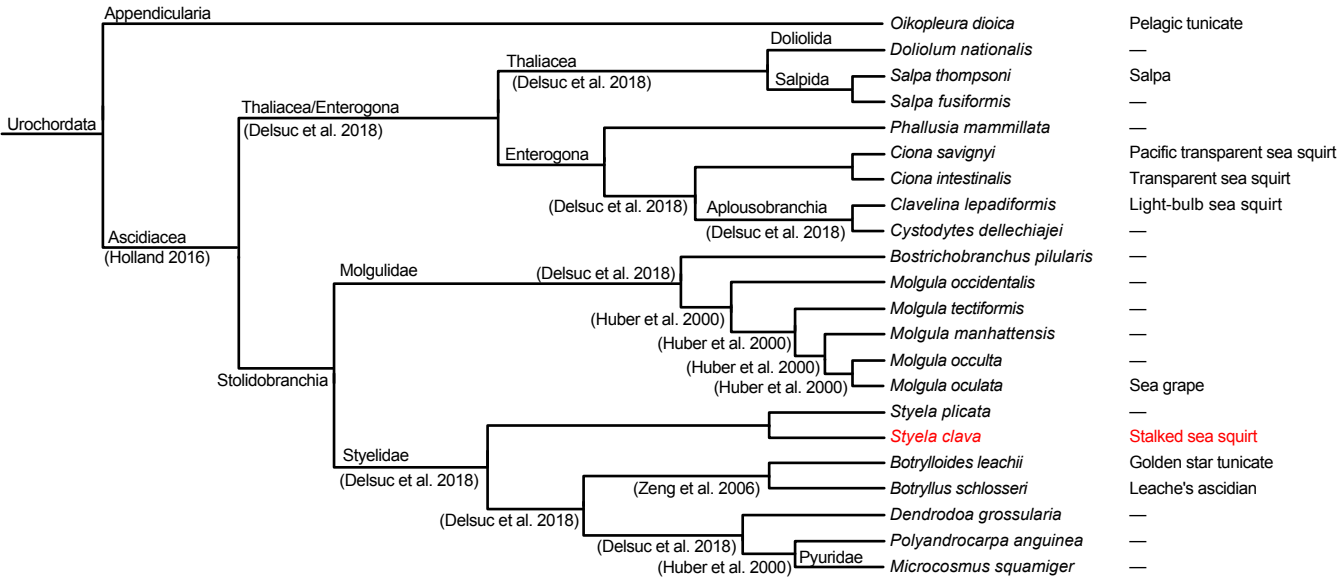 Appendicularia
Oikopleura dioica Pelagic tunicate
Doliolida
Doliolum nationalis —
Thaliacea
(Delsuc et al. 2018)
Salpida
Salpa thompsoni Salpa
Salpa fusiformis —
Thaliacea/Enterogona
(Delsuc et al. 2018)
Urochordata
Phallusia mammillata —
Enterogona
Ciona savignyi Pacific transparent sea squirt
Ciona intestinalis Transparent sea squirt
(Delsuc et al. 2018)
Aplousobranchia
(Delsuc et al. 2018)
Clavelina lepadiformis Light-bulb sea squirt
Cystodytes dellechiajei —
Ascidiacea
(Holland 2016)
Molgulidae
(Delsuc et al. 2018)
Bostrichobranchus pilularis —
Molgula occidentalis —
(Huber et al. 2000)
Molgula tectiformis —
(Huber et al. 2000)
Molgula manhattensis —
(Huber et al. 2000)
Molgula occulta —
(Huber et al. 2000)
Molgula oculata Sea grape
Stolidobranchia
Styela plicata —
Styela clava Stalked sea squirt
Styelidae
(Delsuc et al. 2018)
Botrylloides leachii Golden star tunicate
(Zeng et al. 2006)
Botryllus schlosseri Leache's ascidian
(Delsuc et al. 2018)
Dendrodoa grossularia —
(Delsuc et al. 2018)
Polyandrocarpa anguinea —
Pyuridae
(Huber et al. 2000)
Microcosmus squamiger —